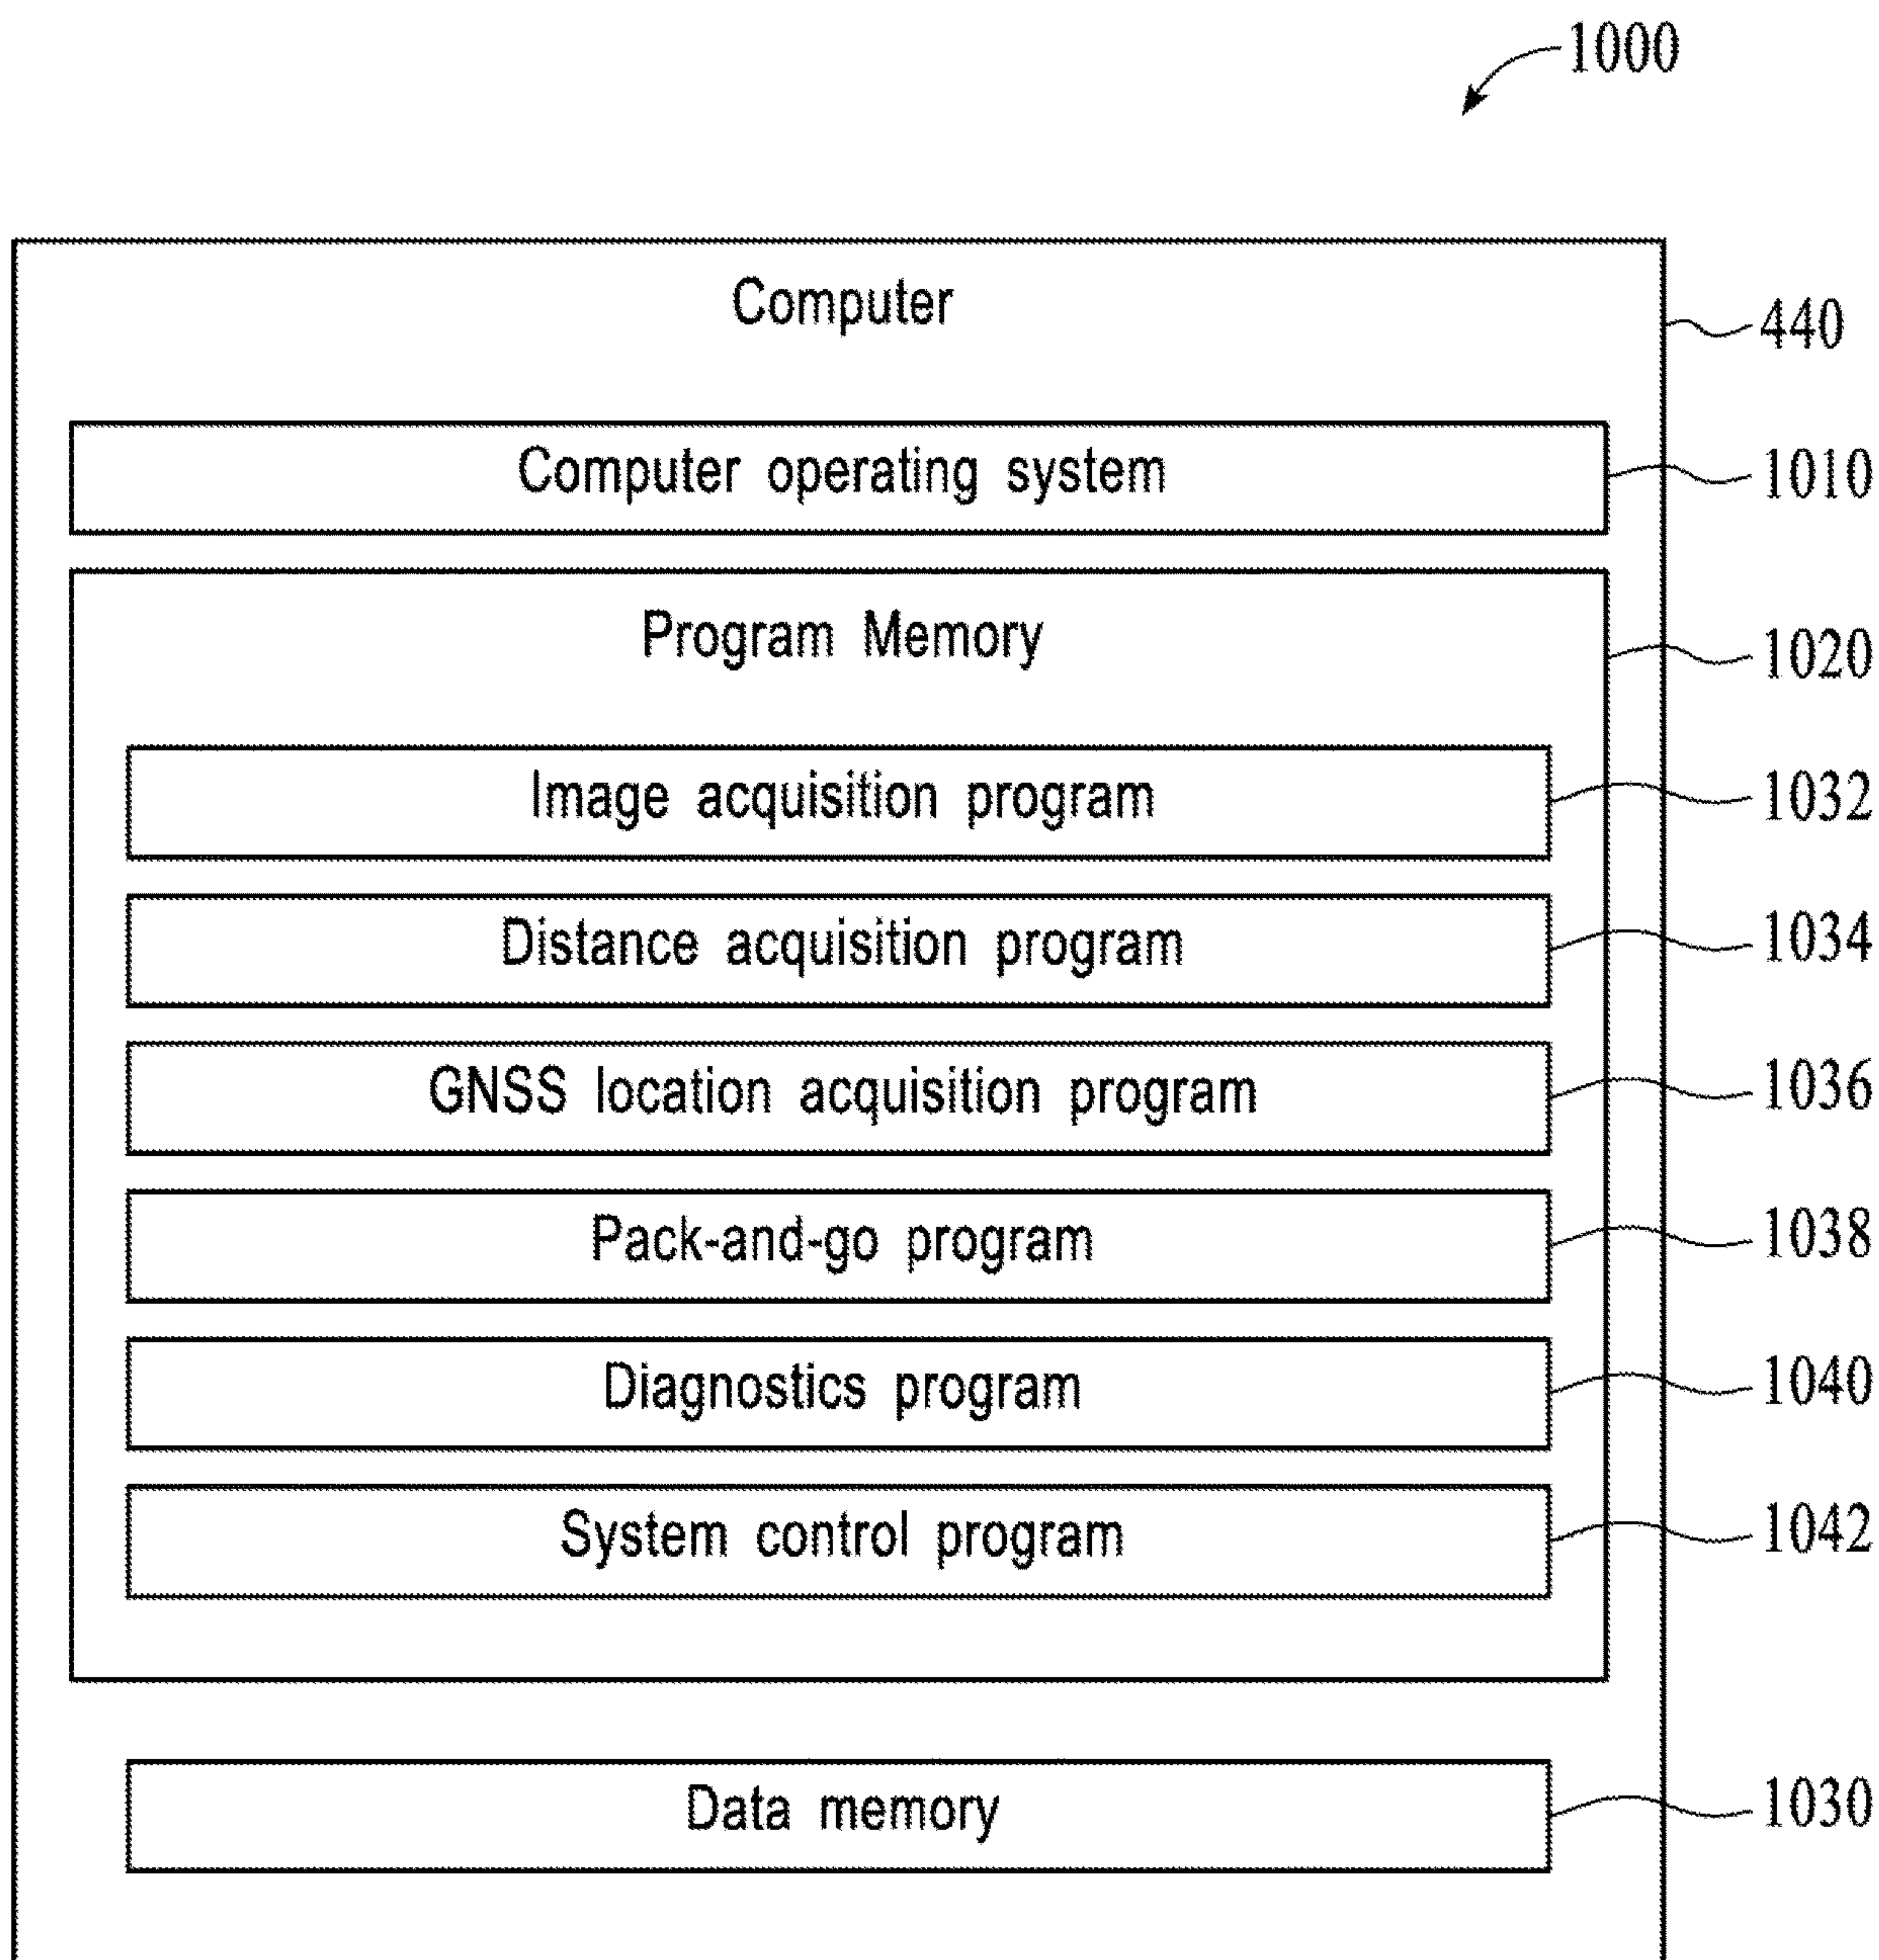 1000
Computer
440
Computer operating system
1010
Program Memory
1020
Image acquisition program
1032
Distance acquisition program
1034
GNSS location acquisition program
1036
Pack-and-go program
1038
Diagnostics program
1040
System control program
1042
Data memory
1030